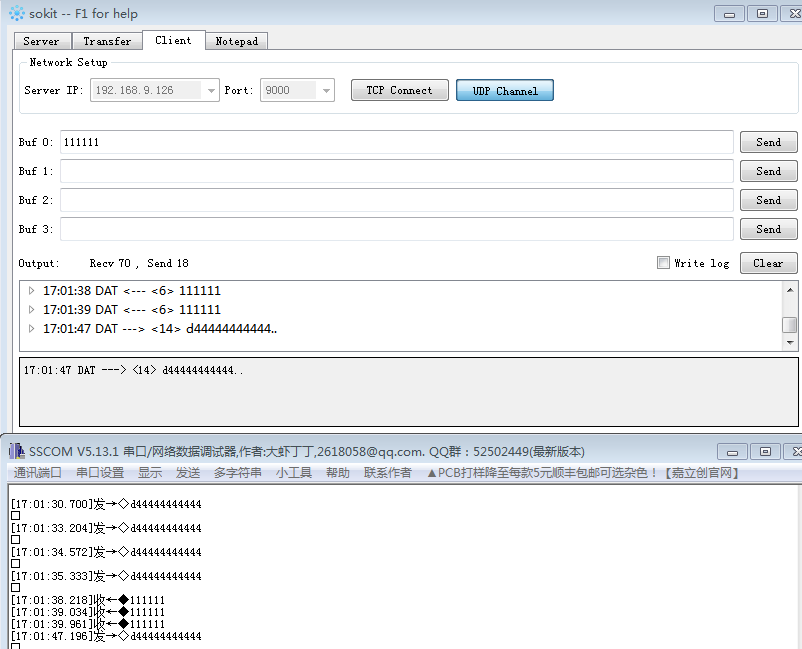 sokit -- F1 for help
Server Transfer Client Notepad
Network Setup
Server IP: 192.168.9.126 Port: 9000 TCP Connect UDP Channel
Buf 0: 111111 Send
Buf 1: Send
Buf 2: Send
Buf 3: Send
Output: Recv 70 , Send 18 Write log Clear
17:01:38 DAT <--- <6> 111111
17:01:39 DAT <--- <6> 111111
17:01:47 DAT ---> <14> d44444444444..
17:01:47 DAT ---> <14> d44444444444..
SSCOM V5.13.1 串口/网络数据调试器,作者:大虾丁丁,2618058@qq.com. QQ群：52502449(最新版本)
通讯端口 串口设置 显示 发送 多字符串 小工具 帮助 联系作者 ▲PCB打样降至每款5元顺丰包邮可选杂色！【嘉立创官网】
[17:01:30.700]发→◇d44444444444
□
[17:01:33.204]发→◇d44444444444
□
[17:01:34.572]发→◇d44444444444
□
[17:01:35.333]发→◇d44444444444
□
[17:01:38.218]收←◆111111
[17:01:39.034]收←◆111111
[17:01:39.961]收←◆111111
[17:01:47.196]发→◇d44444444444
□